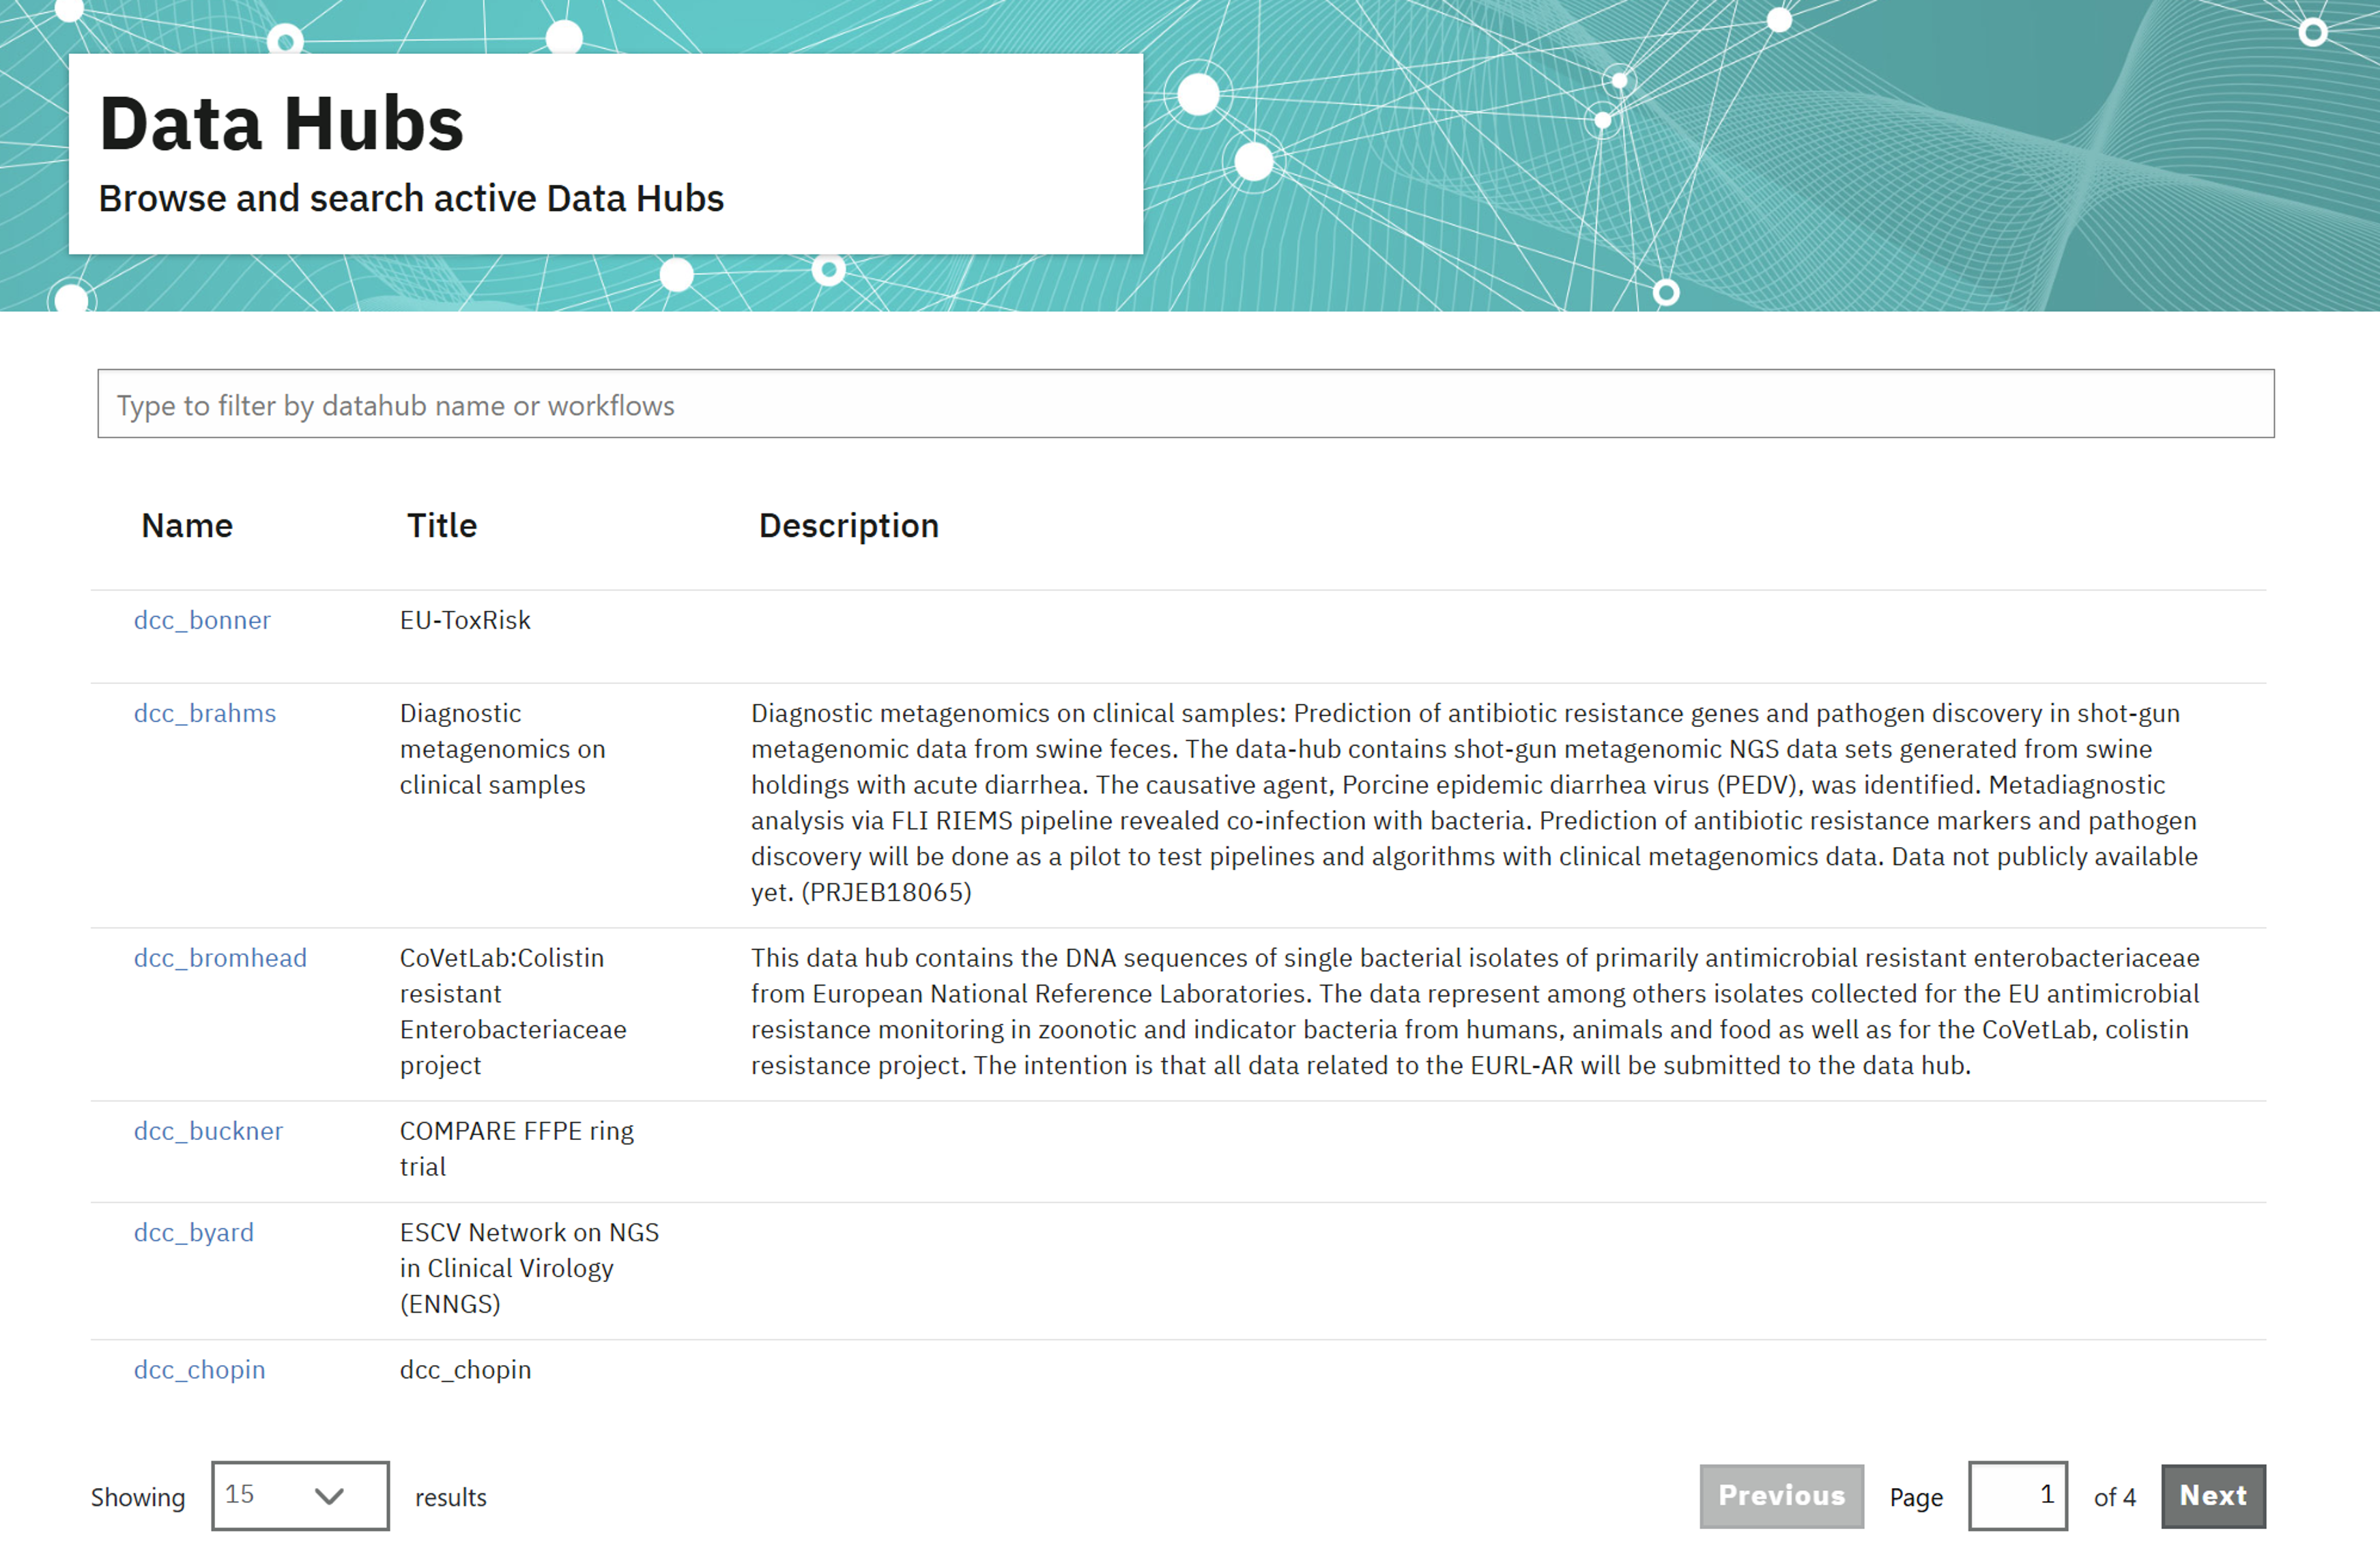 Data Hubs
Browse and search active Data Hubs
Type to filter by datahub name or workflows
Name Title Description
dcc_bonner EU-ToxRisk
dcc_brahms
Diagnostic
metagenomics on
clinical samples
Diagnostic metagenomics on clinical samples: Prediction of antibiotic resistance genes and pathogen discovery in shot-gun
metagenomic data from swine feces. The data-hub contains shot-gun metagenomic NGS data sets generated from swine
holdings with acute diarrhea. The causative agent, Porcine epidemic diarrhea virus (PEDV), was identified. Metadiagnostic
analysis via FLI RIEMS pipeline revealed co-infection with bacteria. Prediction of antibiotic resistance markers and pathogen
discovery will be done as a pilot to test pipelines and algorithms with clinical metagenomics data. Data not publicly available
yet. (PRJEB18065)
dcc_bromhead
CoVetLab:Colistin
resistant
Enterobacteriaceae
project
This data hub contains the DNA sequences of single bacterial isolates of primarily antimicrobial resistant enterobacteriaceae
from European National Reference Laboratories. The data represent among others isolates collected for the EU antimicrobial
resistance monitoring in zoonotic and indicator bacteria from humans, animals and food as well as for the CoVetLab, colistin
resistance project. The intention is that all data related to the EURL-AR will be submitted to the data hub.
dcc_buckner
COMPARE FFPE ring
trial
dcc_byard
ESCV Network on NGS
in Clinical Virology
(ENNGS)
dcc_chopin dcc_chopin
Showing 15 results Previous Page 1 of 4 Next